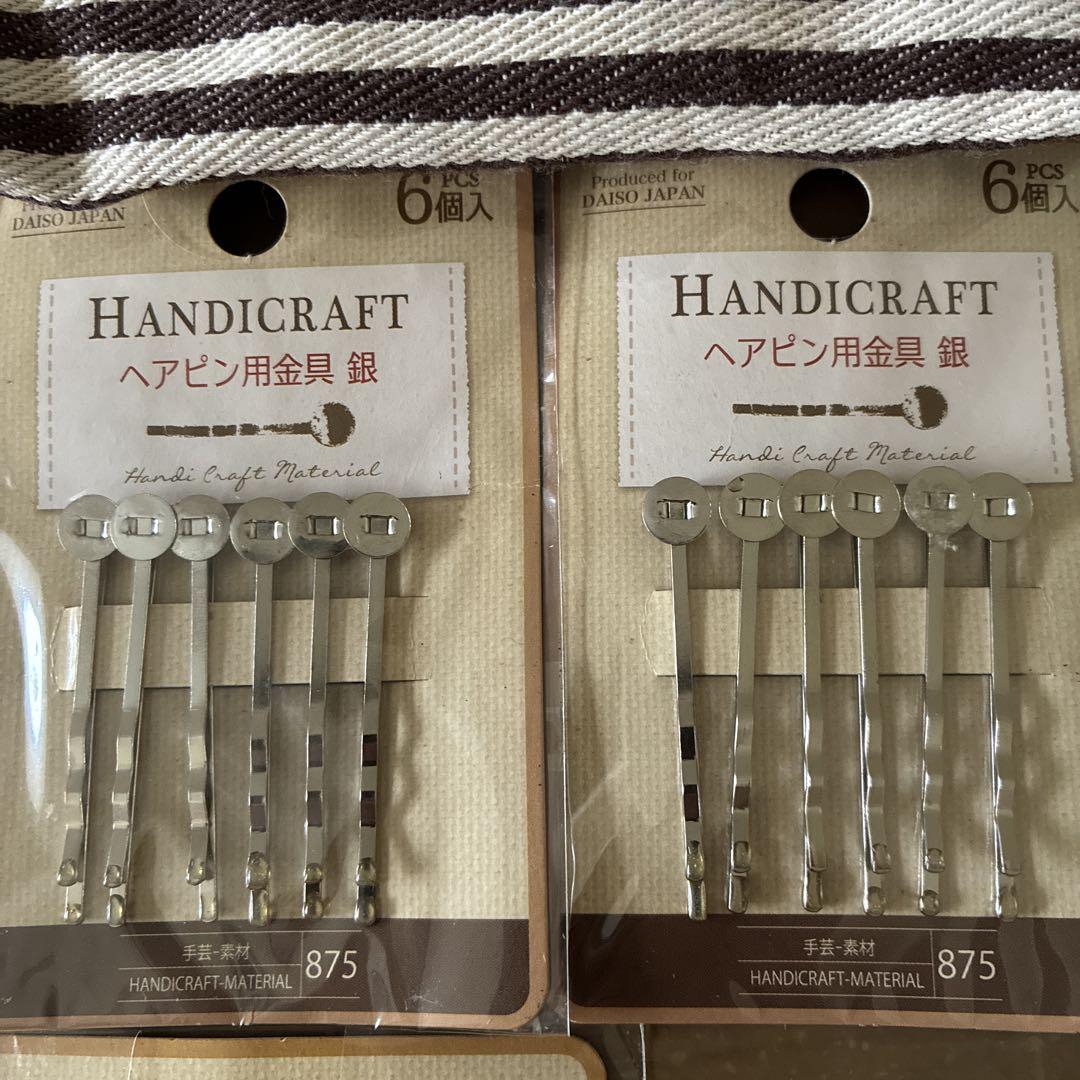 DAISO JAPAN
6 PCS
個入
HANDICRAFT
ヘアピン用金具 銀
Handi Craft Material
手芸-素材
HANDICRAFT-MATERIAL
875
Produced for
DAISO JAPAN
6 PCS
個入
HANDICRAFT
ヘアピン用金具 銀
Handi Craft Material
手芸-素材
HANDICRAFT-MATERIAL
875